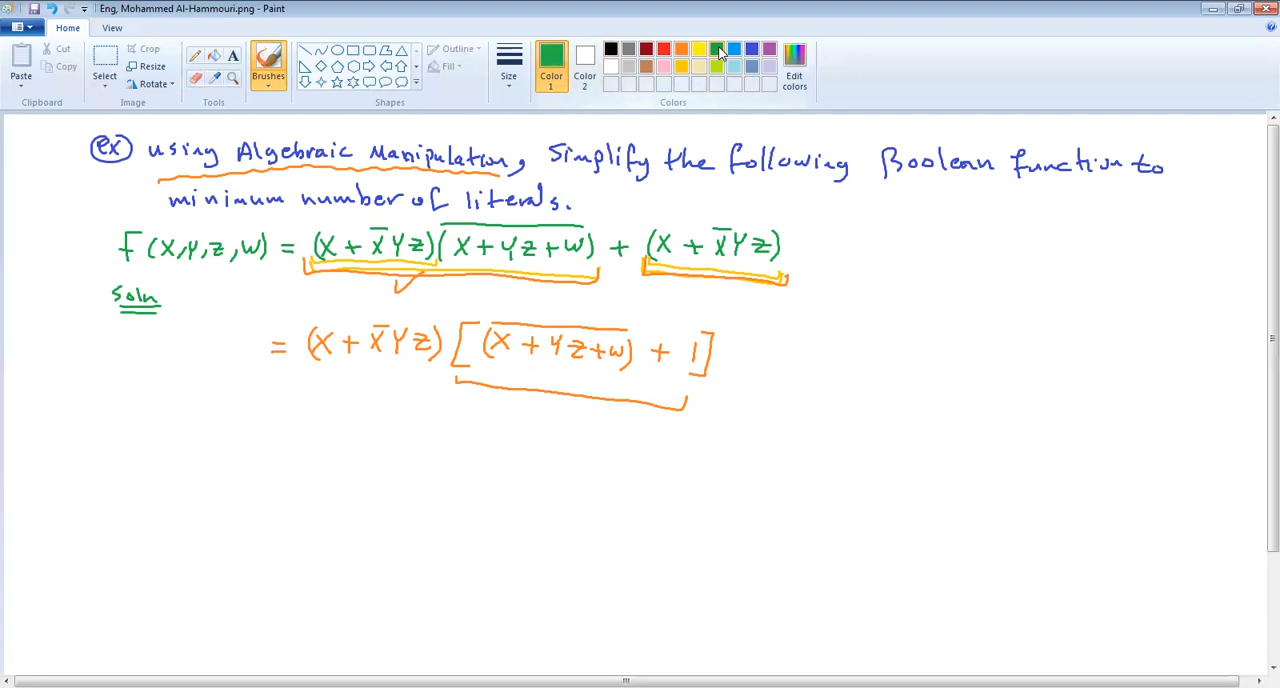 Eng, Mohammed Al-Hammouri.png - Paint
Home View
Paste Cut Copy Clipboard
Select Crop Resize Rotate Image
Tools
Brushes
Outline Fill Shapes
Size
Color 1 Color 2 Edit colors Colors
ex using Algebraic Manipulation, Simplify the following Boolean function to
minimum number of literals.
F(X,Y,Z,W) = (X + X̅YZ)(X̅ ̅+̅ ̅Y̅Z̅ ̅+̅ ̅W̅) + (X + X̅YZ)
Soln
= (X + X̅YZ) [ (X̅ ̅+̅ ̅Y̅Z̅ ̅+̅ ̅W̅) + 1 ]